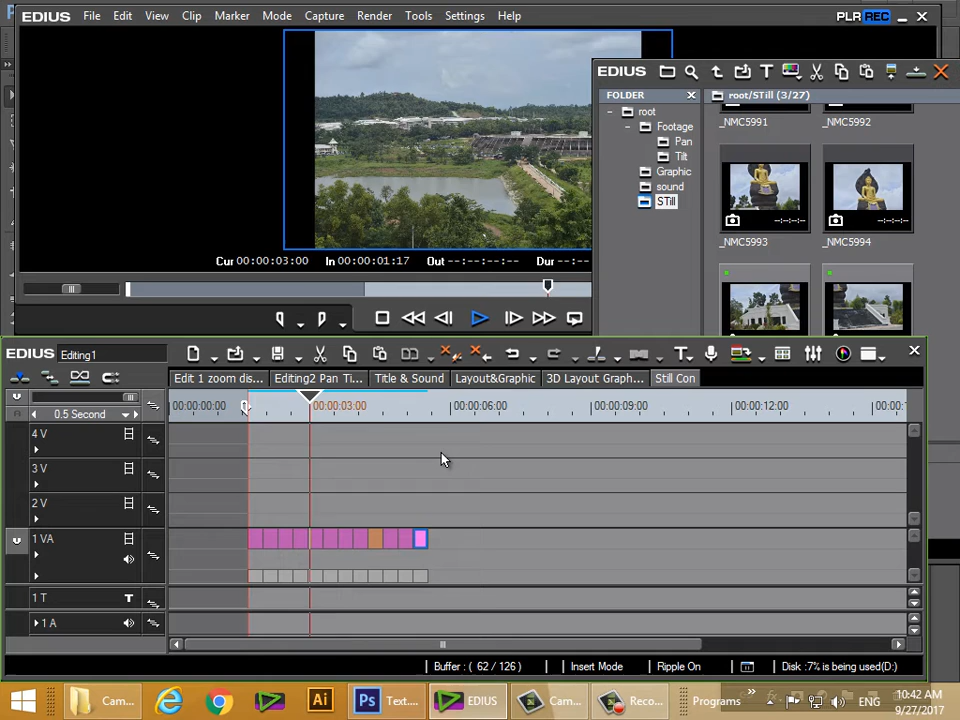 EDIUS File Edit View Clip Marker Mode Capture Render Tools Settings Help PLR REC
EDIUS
FOLDER
root/STill (3/27)
root
Footage
Pan
Tilt
Graphic
sound
STill
_NMC5991 _NMC5992
--:--:--:-- --:--:--:--
_NMC5993 _NMC5994
Cur 00:00:03:00 In 00:00:01:17 Out --:--:--:-- Dur --:--
EDIUS Editing1
Edit 1 zoom dis... Editing2 Pan Ti... Title & Sound Layout&Graphic 3D Layout Graph... Still Con
0.5 Second
00:00:00:00 00:00:03:00 00:00:06:00 00:00:09:00 00:00:12:00
4 V
3 V
2 V
1 VA
1 T
1 A
Buffer : ( 62 / 126 ) Insert Mode Ripple On Disk :7% is being used(D:)
Cam... Ai Ps Text... EDIUS Cam... Reco... Programs ENG
10:42 AM
9/27/2017